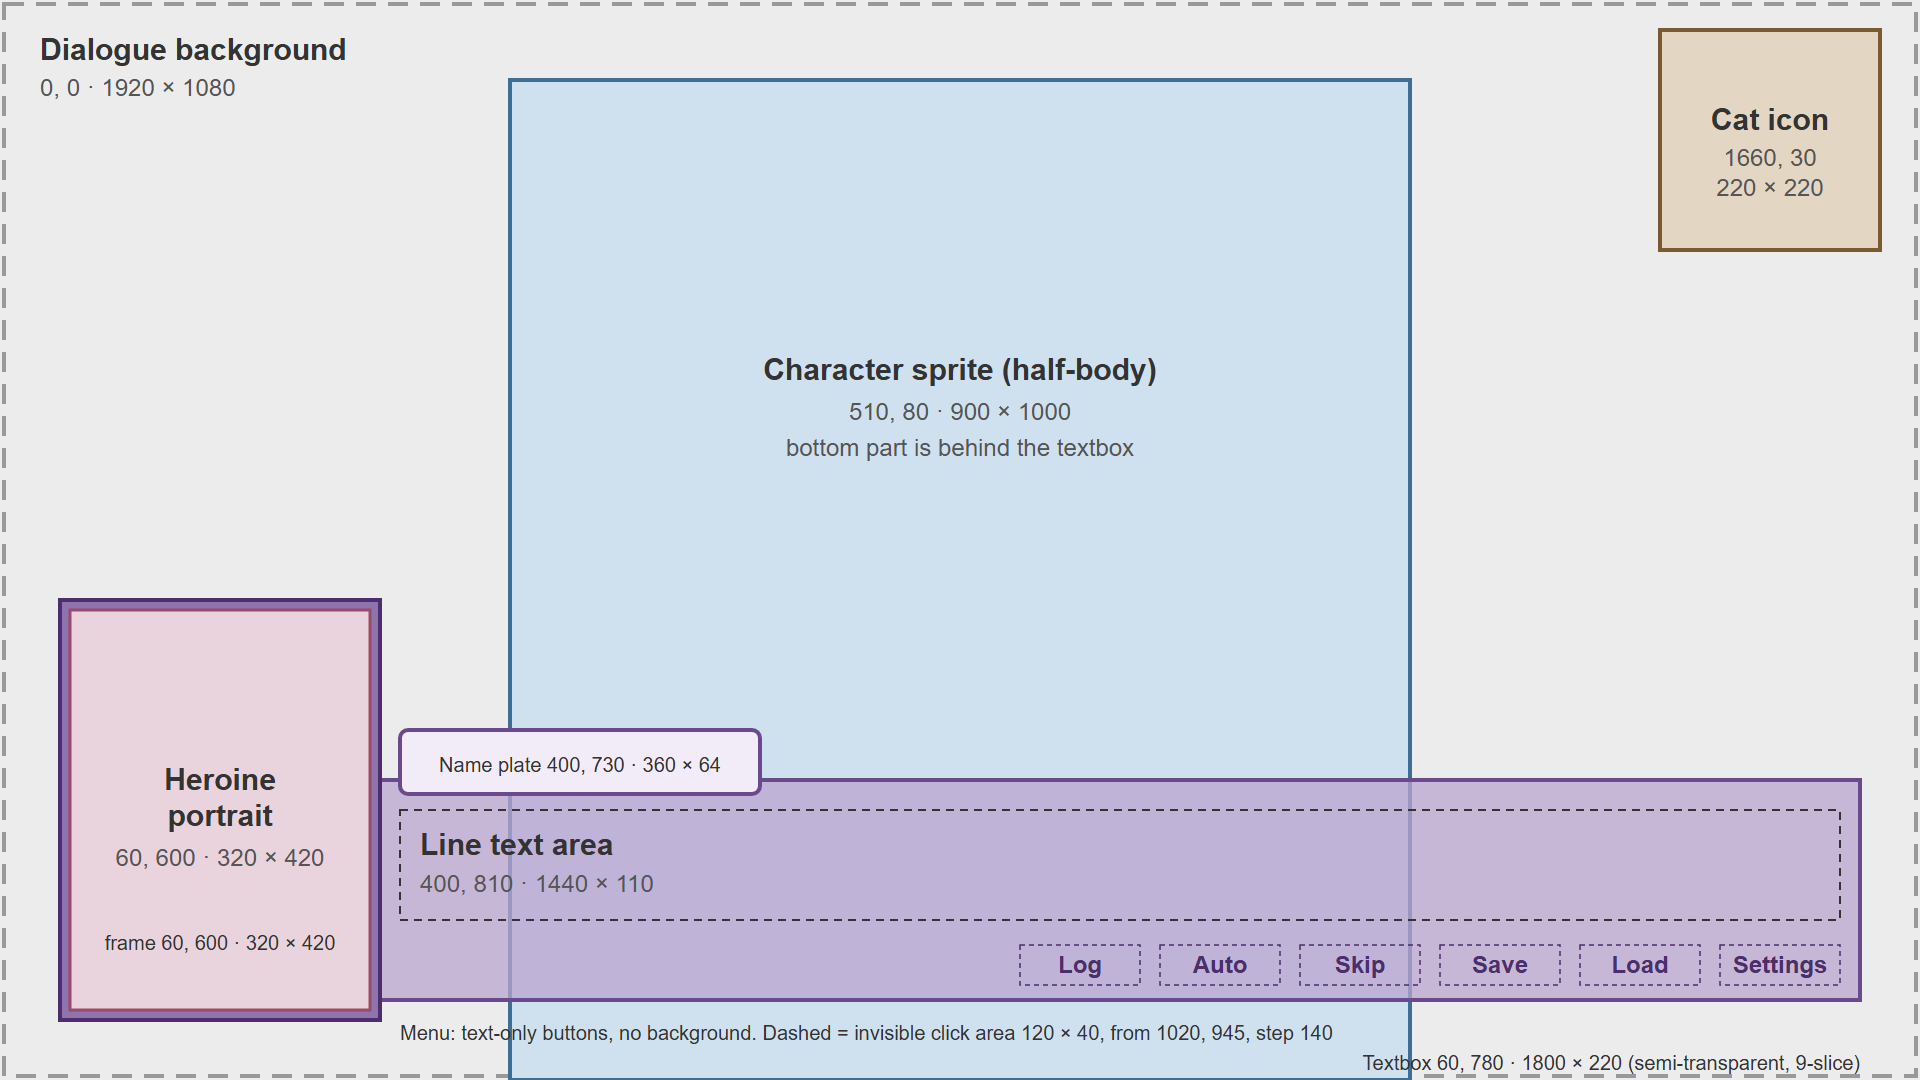 Dialogue background
0, 0 · 1920 × 1080
Cat icon
1660, 30
220 × 220
Character sprite (half-body)
510, 80 · 900 × 1000
bottom part is behind the textbox
Heroine
portrait
60, 600 · 320 × 420
frame 60, 600 · 320 × 420
Name plate 400, 730 · 360 × 64
Line text area
400, 810 · 1440 × 110
Log Auto Skip Save Load Settings
Menu: text-only buttons, no background. Dashed = invisible click area 120 × 40, from 1020, 945, step 140
Textbox 60, 780 · 1800 × 220 (semi-transparent, 9-slice)